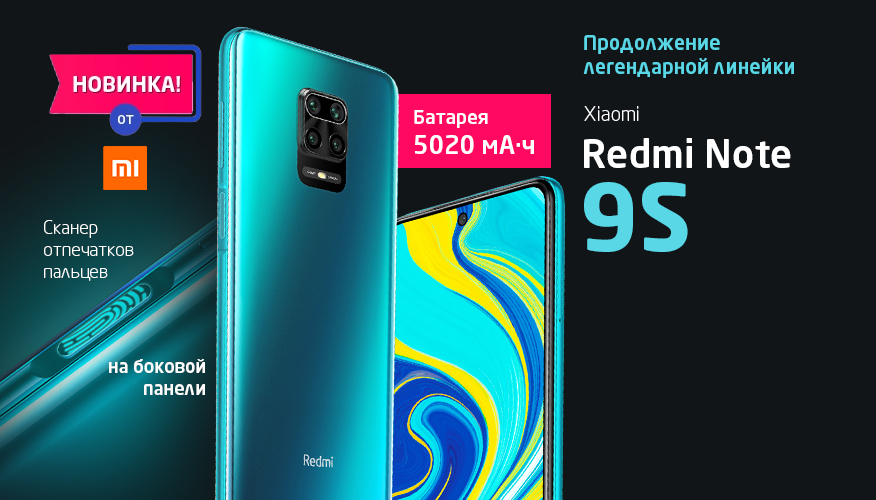 НОВИНКА!
от
mi
Сканер
отпечатков
пальцев
на боковой
панели
Redmi
Батарея
5020 мА·ч
Продолжение
легендарной линейки
Xiaomi
Redmi Note
9S